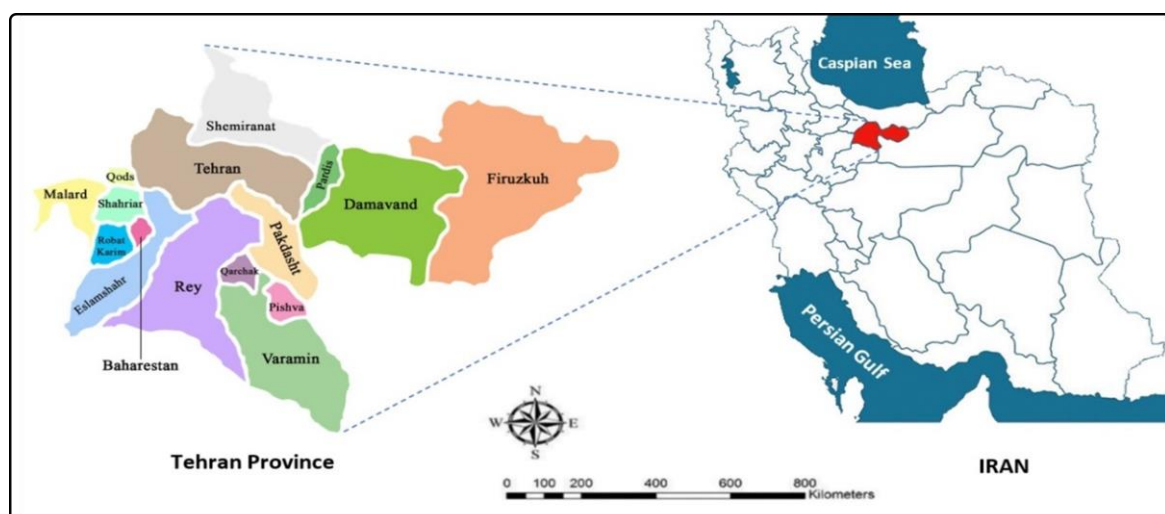 Shemiranat
Tehran
Pardis
Firuzkuh
Qods
Malard
Shahriar
Damavand
Robat
Karim
Pakdasht
Qarchak
Eslamshahr
Rey
Pishva
Baharestan
Varamin
Tehran Province
Caspian Sea
Persian Gulf
IRAN
N
W E
S
0 100 200 400 600 800
Kilometers